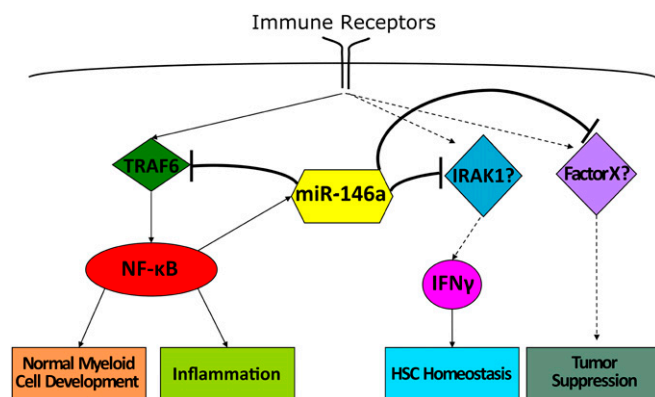 Immune Receptors
TRAF6
miR-146a
IRAK1?
FactorX?
NF-κB
IFNγ
Normal Myeloid
Cell Development
Inflammation
HSC Homeostasis
Tumor
Suppression